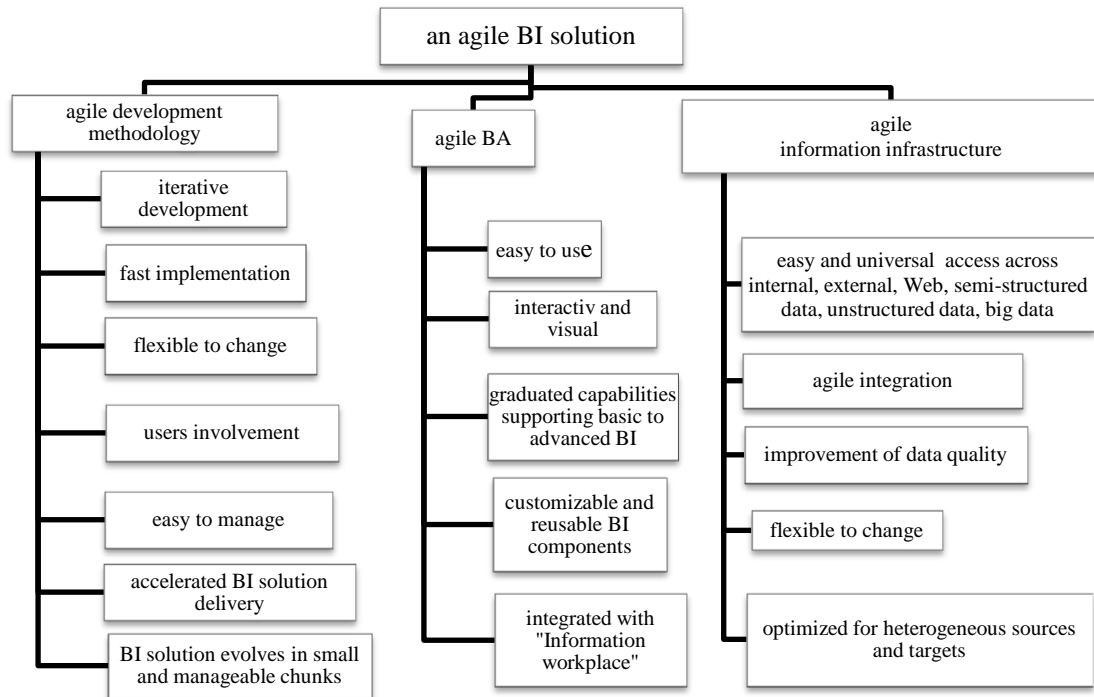 an agile BI solution
agile development
methodology
iterative
development
fast implementation
flexible to change
users involvement
easy to manage
accelerated BI solution
delivery
BI solution evolves in small
and manageable chunks
agile BA
easy to use
interactiv and
visual
graduated capabilities
supporting basic to
advanced BI
customizable and
reusable BI
components
integrated with
"Information
workplace"
agile
information infrastructure
easy and universal access across
internal, external, Web, semi-structured
data, unstructured data, big data
agile integration
improvement of data quality
flexible to change
optimized for heterogeneous sources
and targets